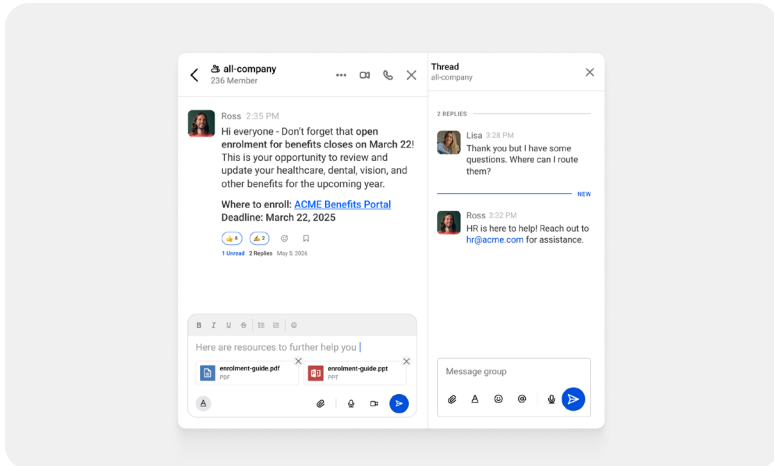 all-company
236 Member
Ross 2:35 PM
Hi everyone - Don't forget that open
enrolment for benefits closes on March 22!
This is your opportunity to review and
update your healthcare, dental, vision, and
other benefits for the upcoming year.
Where to enroll: ACME Benefits Portal
Deadline: March 22, 2025
👍 8 ✍️ 2
1 Unread 2 Replies May 5, 2026
B I U S
Here are resources to further help you
enrolment-guide.pdf
PDF
enrolment-guide.ppt
PPT
A
Thread
all-company
2 REPLIES
Lisa 3:28 PM
Thank you but I have some
questions. Where can I route
them?
NEW
Ross 3:32 PM
HR is here to help! Reach out to
hr@acme.com for assistance.
Message group
A @